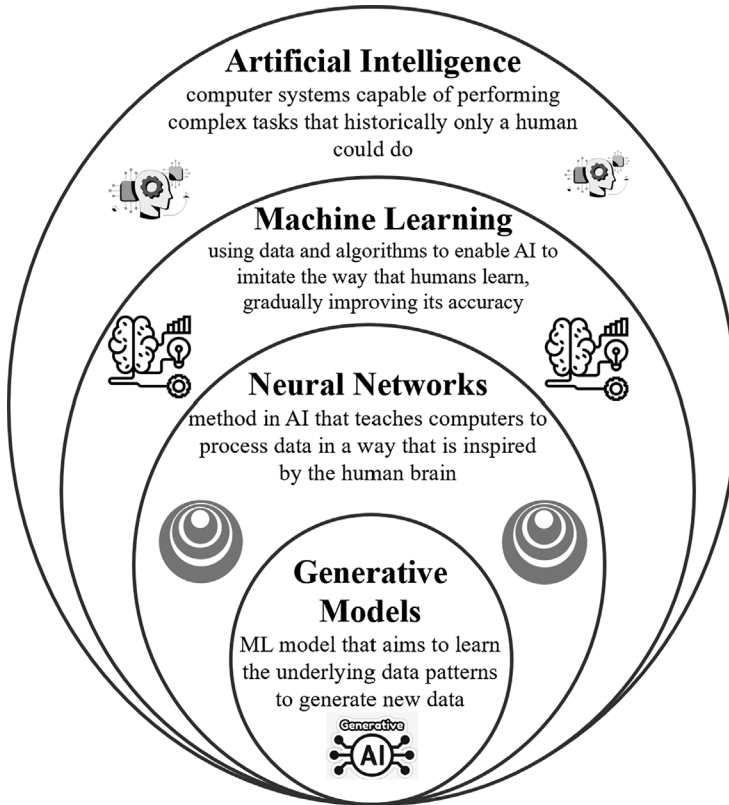 Artificial Intelligence
computer systems capable of performing
complex tasks that historically only a human
could do
Machine Learning
using data and algorithms to enable AI to
imitate the way that humans learn,
gradually improving its accuracy
Neural Networks
method in AI that teaches computers to
process data in a way that is inspired
by the human brain
Generative
Models
ML model that aims to learn
the underlying data patterns
to generate new data
Generative
AI